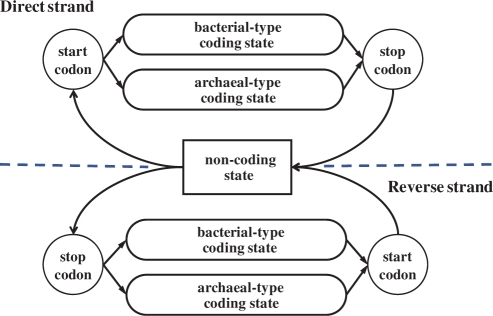 Direct strand
bacterial-type
coding state
start
codon
stop
codon
archaeal-type
coding state
non-coding
state
Reverse strand
bacterial-type
coding state
stop
codon
start
codon
archaeal-type
coding state